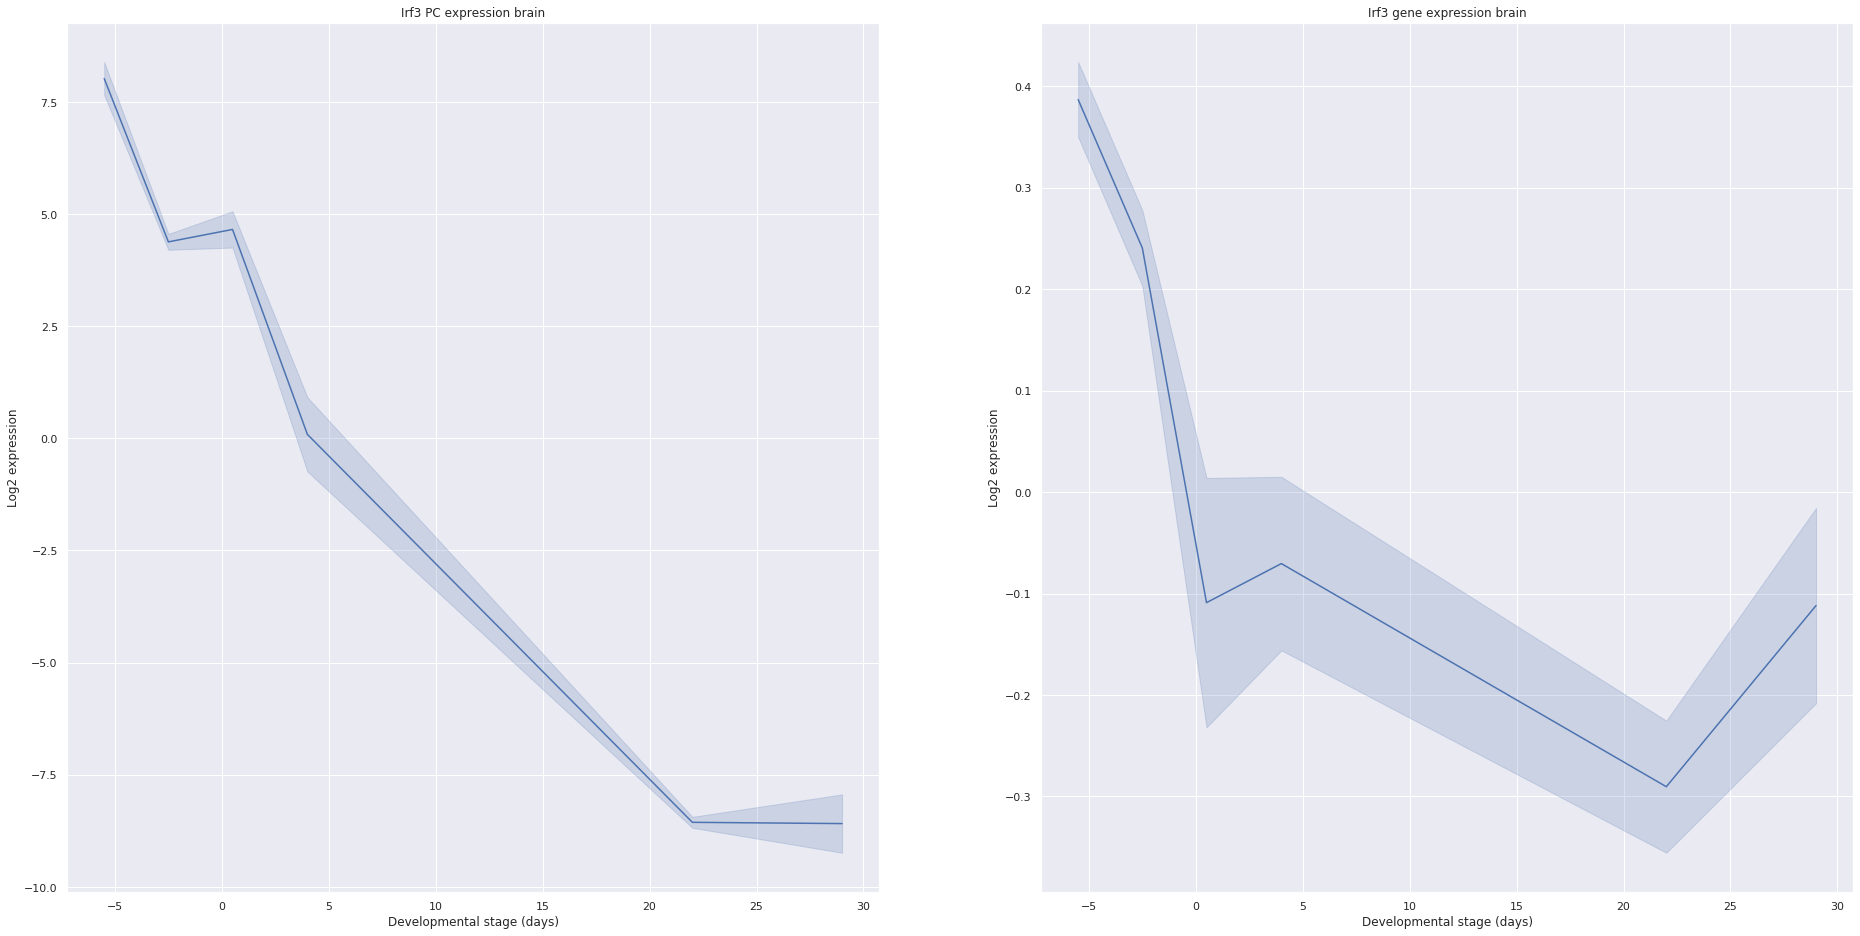 Irf3 PC expression brain
Log2 expression
7.5
5.0
2.5
0.0
−2.5
−5.0
−7.5
−10.0
−5 0 5 10 15 20 25 30
Developmental stage (days)
Irf3 gene expression brain
Log2 expression
0.4
0.3
0.2
0.1
0.0
−0.1
−0.2
−0.3
−5 0 5 10 15 20 25 30
Developmental stage (days)